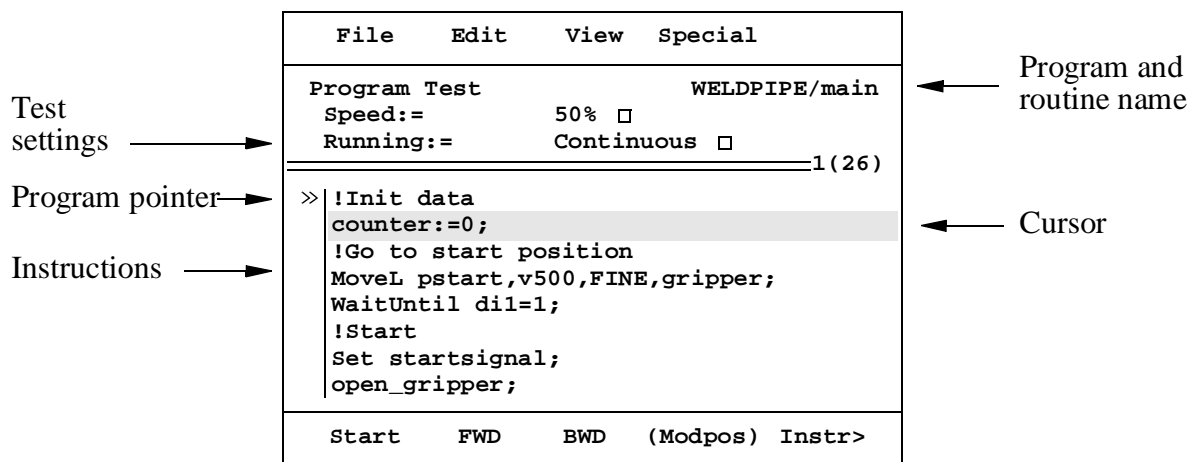 File Edit View Special
Program Test WELDPIPE/main
Speed:= 50%
Running:= Continuous
1(26)
» !Init data
counter:=0;
!Go to start position
MoveL pstart,v500,FINE,gripper;
WaitUntil di1=1;
!Start
Set startsignal;
open_gripper;
Start FWD BWD (Modpos) Instr>
Test
settings
Program pointer
Instructions
Program and
routine name
Cursor